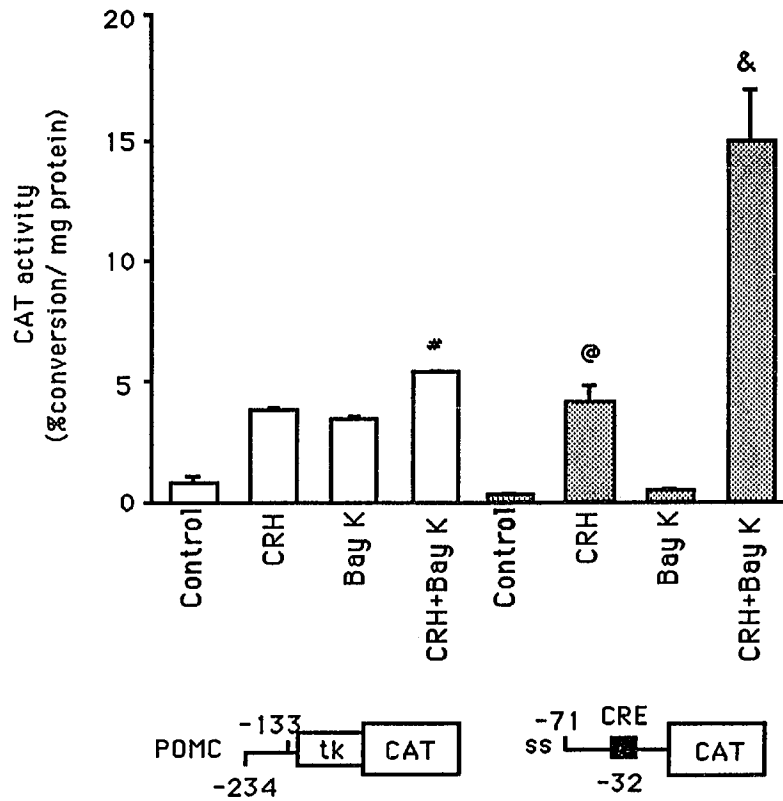 20
15
10
5
0
CAT activity
(%conversion/ mg protein)
#
@
&
Control
CRH
Bay K
CRH+Bay K
Control
CRH
Bay K
CRH+Bay K
POMC
-133
-234
tk
CAT
ss
-71
CRE
-32
CAT